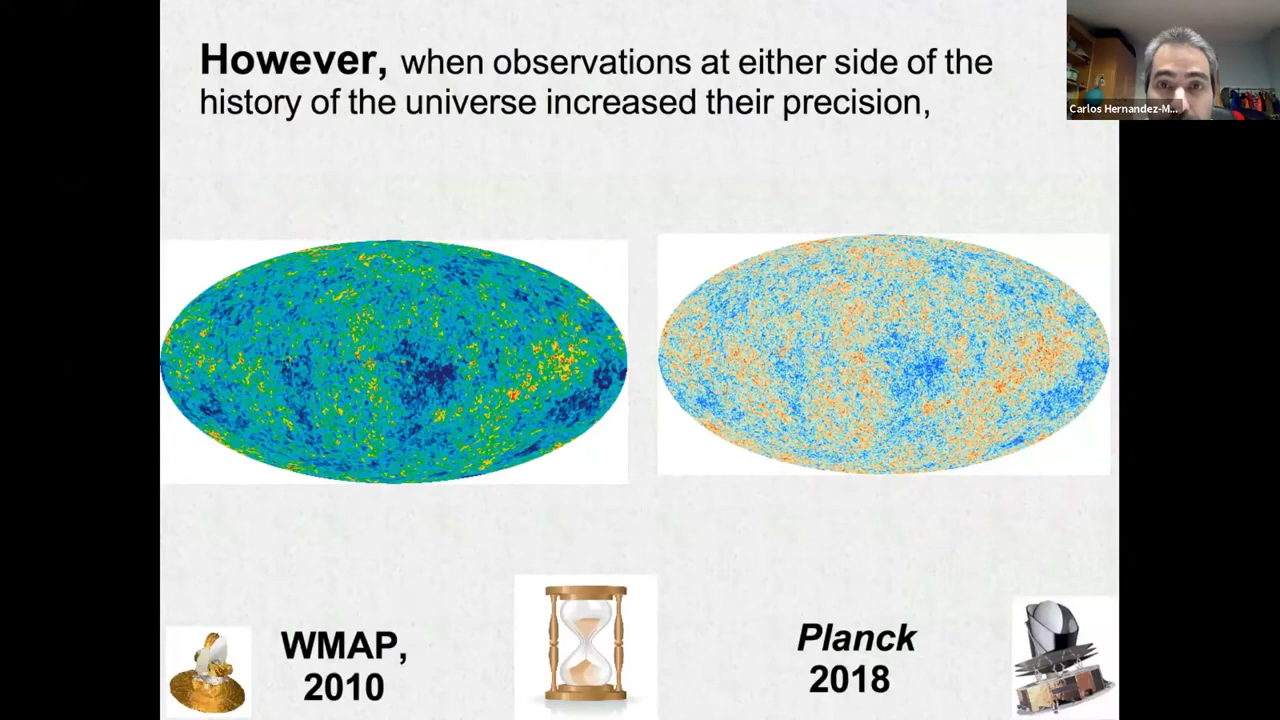 However, when observations at either side of the
history of the universe increased their precision,
Carlos Hernandez-M...
WMAP,
2010
Planck
2018